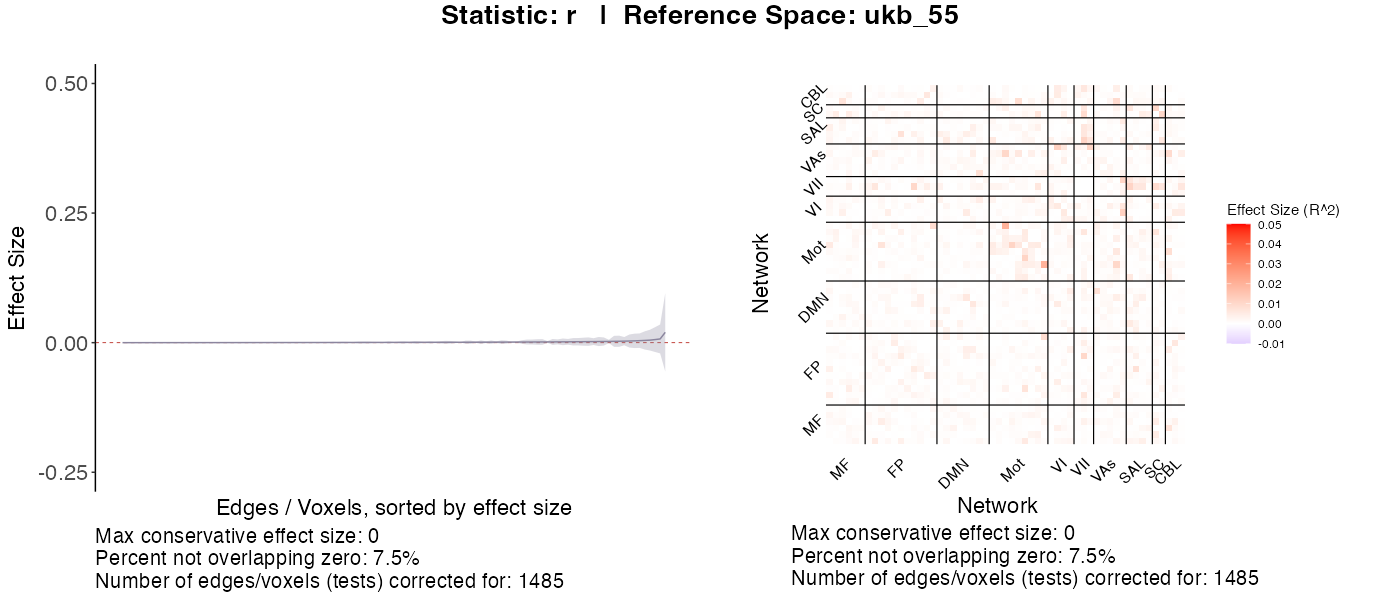 Statistic: r | Reference Space: ukb_55
0.50
0.25
0.00
-0.25
Effect Size
Edges / Voxels, sorted by effect size
Max conservative effect size: 0
Percent not overlapping zero: 7.5%
Number of edges/voxels (tests) corrected for: 1485
CBL
SC
SAL
VAs
VII
VI
Mot
DMN
FP
MF
Network
MF
FP
DMN
Mot
VI
VII
VAs
SAL
SC
CBL
Network
Max conservative effect size: 0
Percent not overlapping zero: 7.5%
Number of edges/voxels (tests) corrected for: 1485
Effect Size (R^2)
0.05
0.04
0.03
0.02
0.01
0.00
-0.01